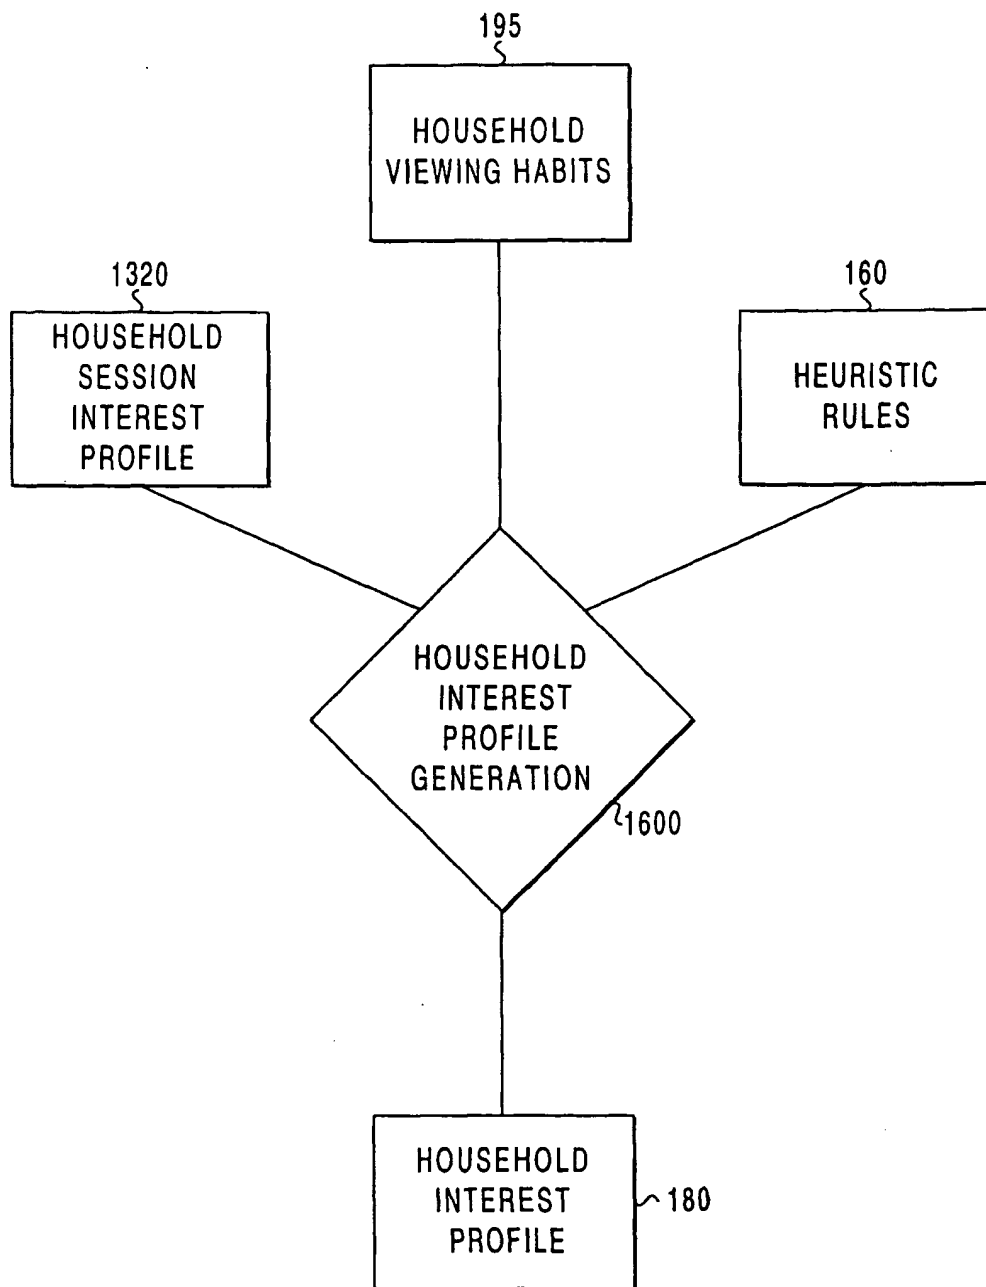 195
HOUSEHOLD
VIEWING HABITS
1320
HOUSEHOLD
SESSION
INTEREST
PROFILE
160
HEURISTIC
RULES
HOUSEHOLD
INTEREST
PROFILE
GENERATION
1600
HOUSEHOLD
INTEREST
PROFILE
180